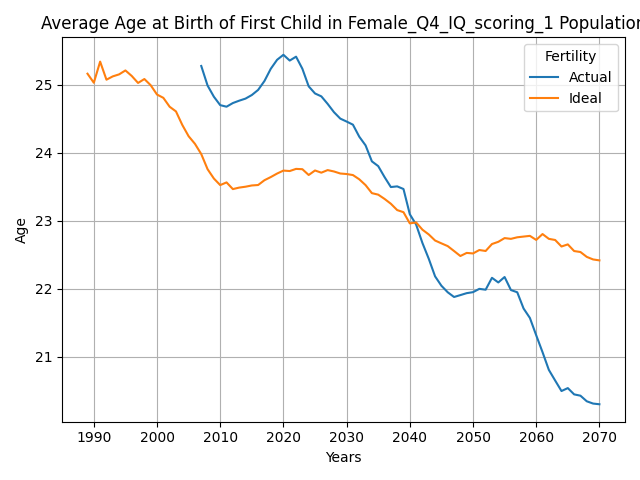 Average Age at Birth of First Child in Female_Q4_IQ_scoring_1 Population
Fertility
Actual
Ideal
Age
25
24
23
22
21
1990 2000 2010 2020 2030 2040 2050 2060 2070
Years